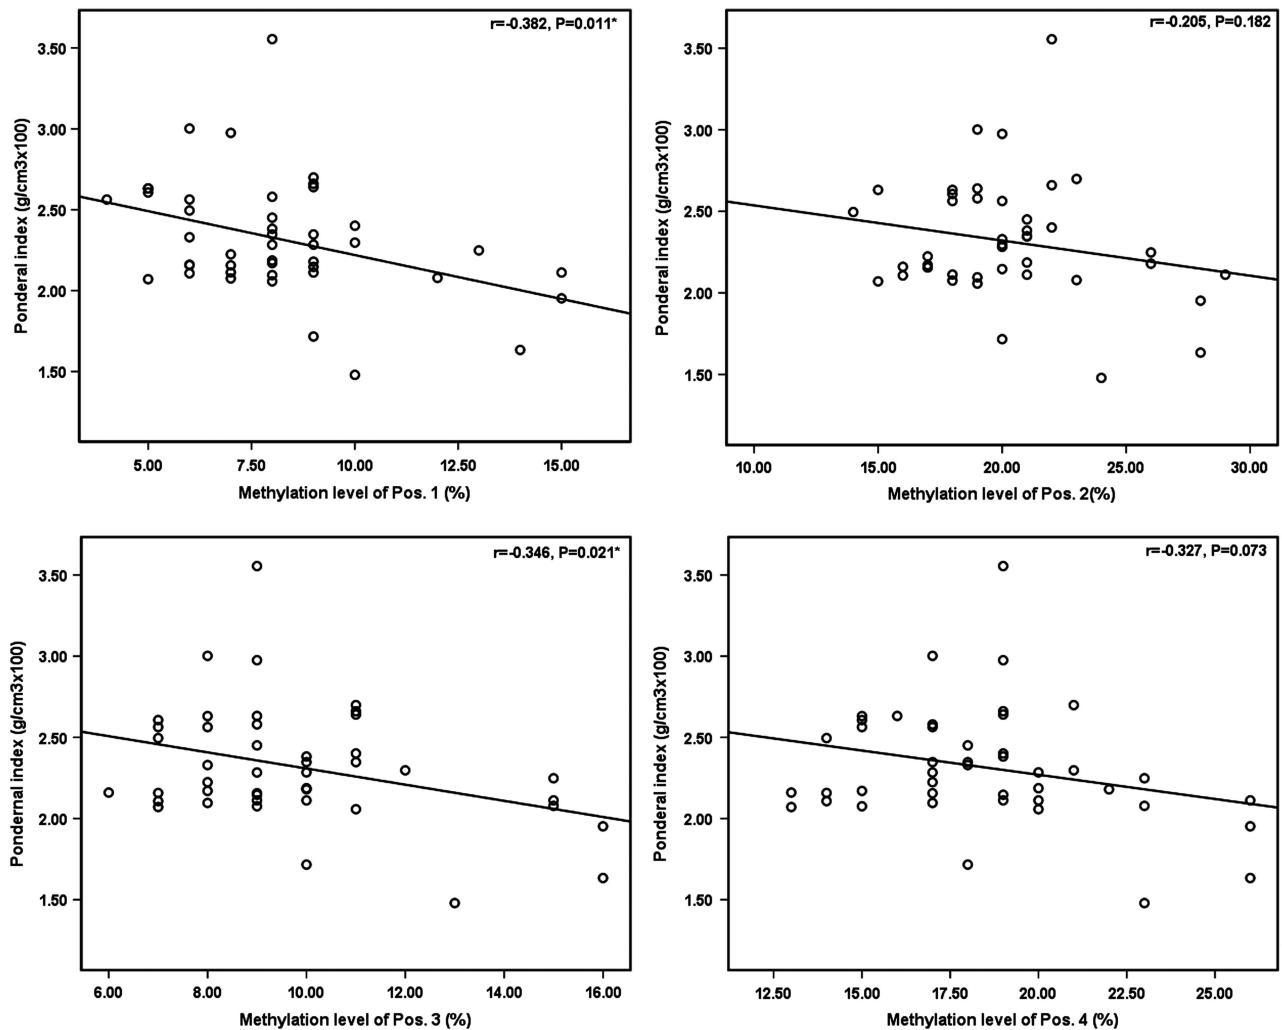 r=-0.382, P=0.011*
Ponderal index (g/cm3x100)
3.50
3.00
2.50
2.00
1.50
5.00 7.50 10.00 12.50 15.00
Methylation level of Pos. 1 (%)
r=-0.205, P=0.182
Ponderal index (g/cm3x100)
3.50
3.00
2.50
2.00
1.50
10.00 15.00 20.00 25.00 30.00
Methylation level of Pos. 2(%)
r=-0.346, P=0.021*
Pondernal index (g/cm3x100)
3.50
3.00
2.50
2.00
1.50
6.00 8.00 10.00 12.00 14.00 16.00
Methylation level of Pos. 3 (%)
r=-0.327, P=0.073
Ponderal index (g/cm3x100)
3.50
3.00
2.50
2.00
1.50
12.50 15.00 17.50 20.00 22.50 25.00
Methylation level of Pos. 4 (%)